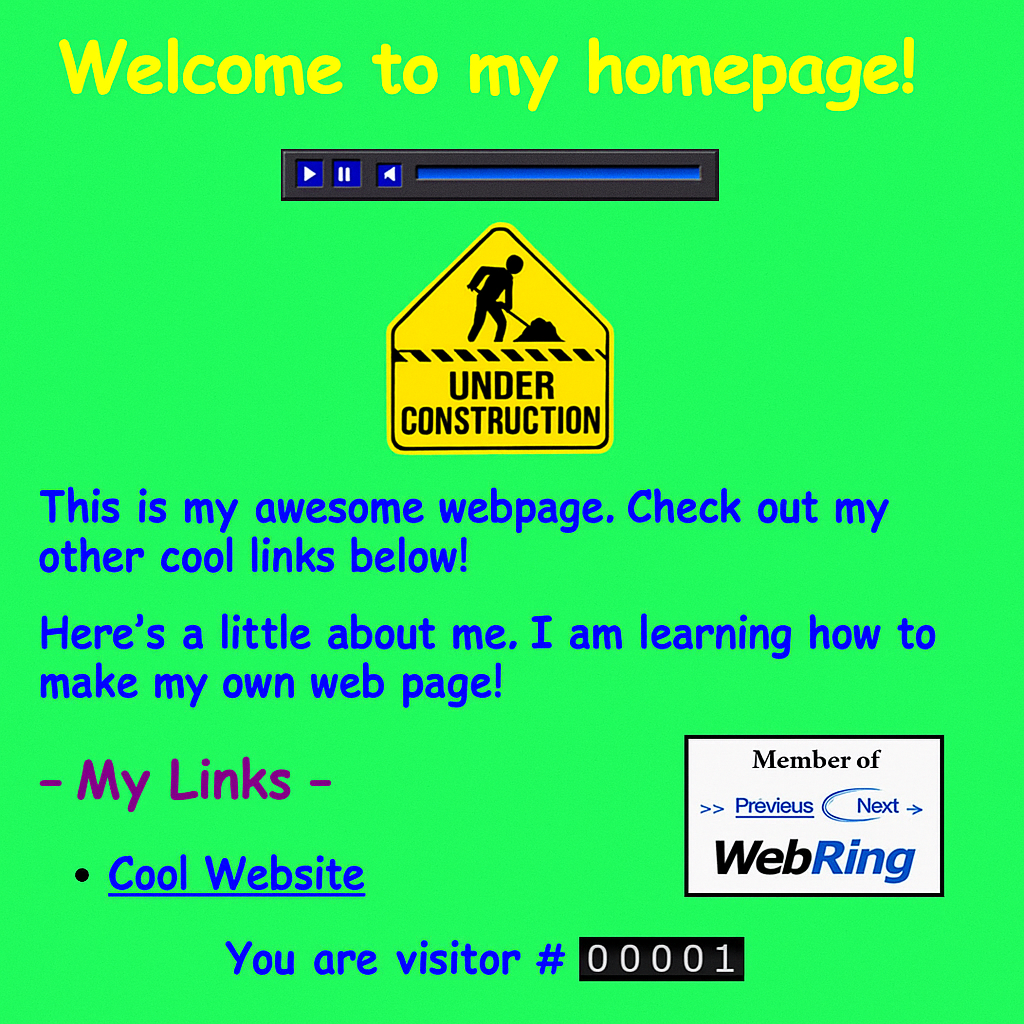 Welcome to my homepage!
UNDER
CONSTRUCTION
This is my awesome webpage. Check out my
other cool links below!
Here's a little about me. I am learning how to
make my own web page!
- My Links -
• Cool Website
Member of
>> Previeus Next →
WebRing
You are visitor # 00001